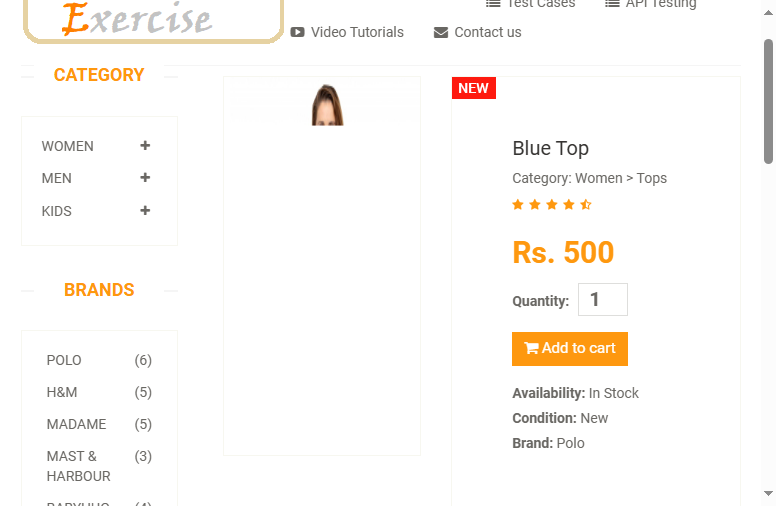 Exercise
Test Cases
API Testing
Video Tutorials
Contact us
CATEGORY
WOMEN
MEN
KIDS
BRANDS
POLO (6)
H&M (5)
MADAME (5)
MAST & (3)
HARBOUR
NEW
Blue Top
Category: Women > Tops
Rs. 500
Quantity: 1
Add to cart
Availability: In Stock
Condition: New
Brand: Polo